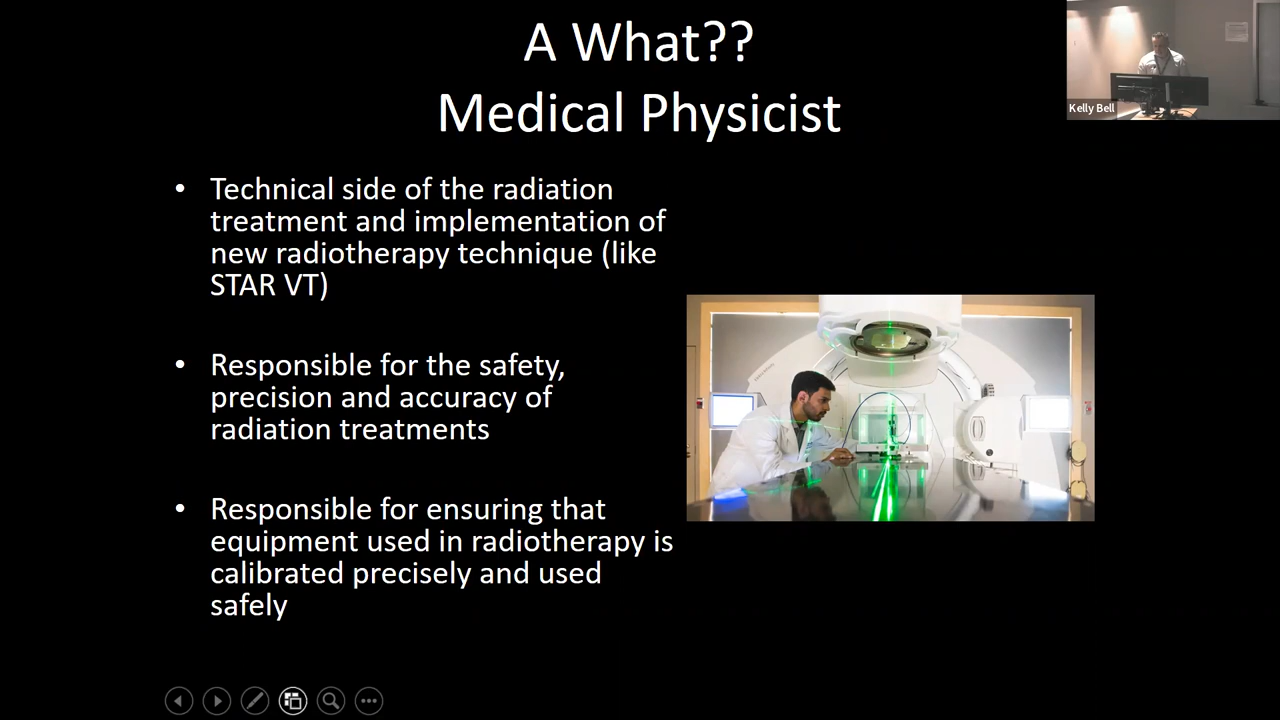 A What??
Medical Physicist
Kelly Bell
• Technical side of the radiation
treatment and implementation of
new radiotherapy technique (like
STAR VT)
• Responsible for the safety,
precision and accuracy of
radiation treatments
• Responsible for ensuring that
equipment used in radiotherapy is
calibrated precisely and used
safely